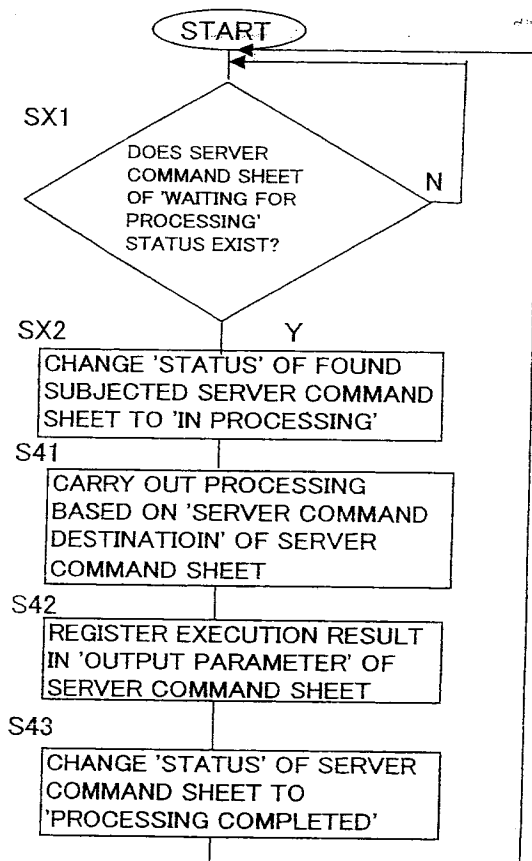 START
SX1
DOES SERVER
COMMAND SHEET
OF 'WAITING FOR
PROCESSING'
STATUS EXIST?
N
SX2
Y
CHANGE 'STATUS' OF FOUND
SUBJECTED SERVER COMMAND
SHEET TO 'IN PROCESSING'
S41
CARRY OUT PROCESSING
BASED ON 'SERVER COMMAND
DESTINATIOIN' OF SERVER
COMMAND SHEET
S42
REGISTER EXECUTION RESULT
IN 'OUTPUT PARAMETER' OF
SERVER COMMAND SHEET
S43
CHANGE 'STATUS' OF SERVER
COMMAND SHEET TO
'PROCESSING COMPLETED'